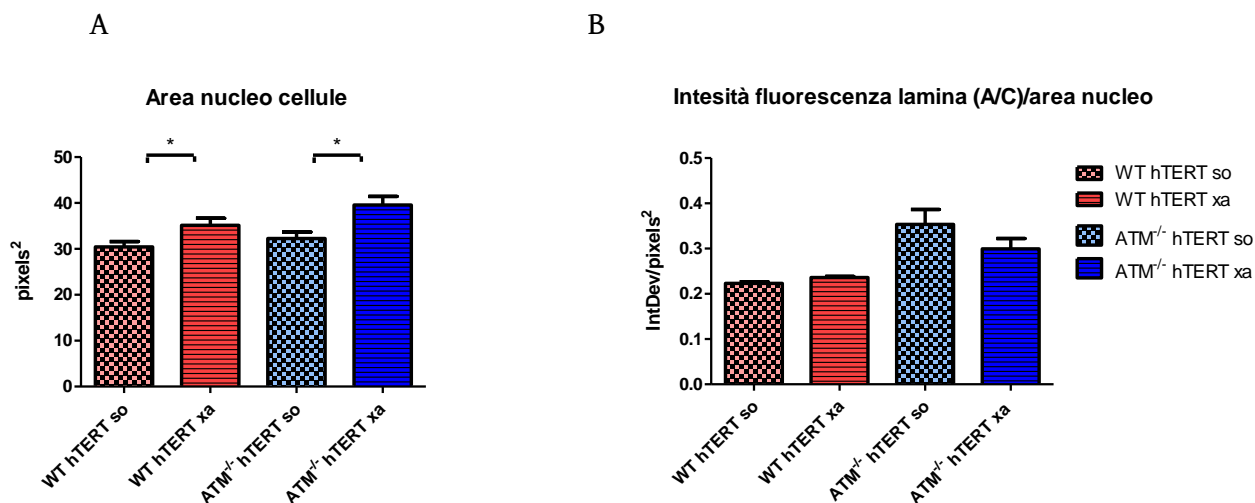 A
B
Area nucleo cellule
*
*
pixels²
50
40
30
20
10
0
WT hTERT so
WT hTERT xa
ATM⁻/⁻ hTERT so
ATM⁻/⁻ hTERT xa
Intesità fluorescenza lamina (A/C)/area nucleo
IntDev/pixels²
0.5
0.4
0.3
0.2
0.1
0.0
WT hTERT so
WT hTERT xa
ATM⁻/⁻ hTERT so
ATM⁻/⁻ hTERT xa
WT hTERT so
WT hTERT xa
ATM⁻/⁻ hTERT so
ATM⁻/⁻ hTERT xa